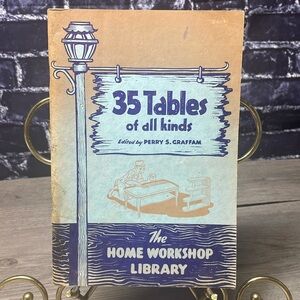 35 Tables
of all kinds
Edited by PERRY S. GRAFFAM
The
HOME WORKSHOP
LIBRARY